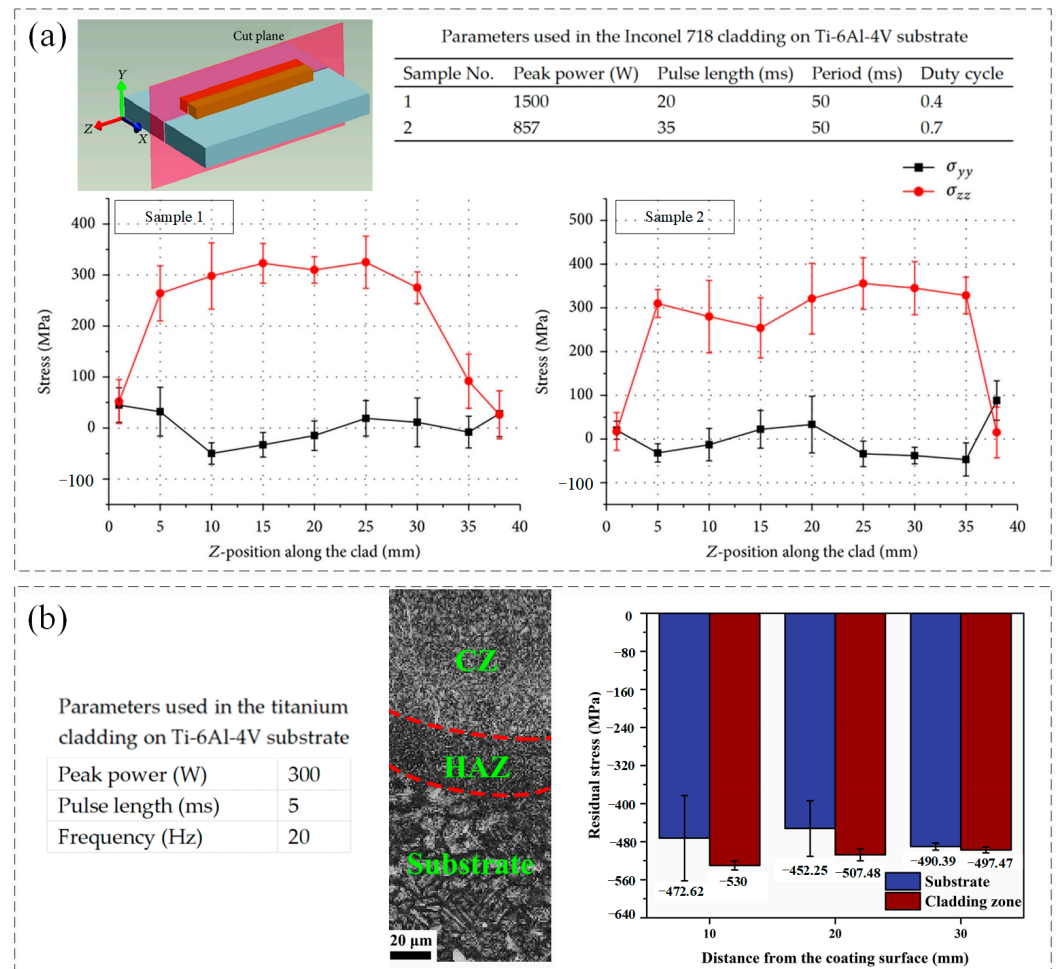 (a)
Cut plane
Y
Z
X
Parameters used in the Inconel 718 cladding on Ti-6Al-4V substrate
Sample No. Peak power (W) Pulse length (ms) Period (ms) Duty cycle
1 1500 20 50 0.4
2 857 35 50 0.7
σyy
σzz
Sample 1
400
300
200
100
0
−100
Stress (MPa)
0 5 10 15 20 25 30 35 40
Z-position along the clad (mm)
Sample 2
500
400
300
200
100
0
−100
Stress (MPa)
0 5 10 15 20 25 30 35 40
Z-position along the clad (mm)
(b)
Parameters used in the titanium
cladding on Ti-6Al-4V substrate
Peak power (W) 300
Pulse length (ms) 5
Frequency (Hz) 20
CZ
HAZ
Substrate
20 μm
0
−80
−160
−240
−320
−400
−480
−560
−640
Residual stress (MPa)
−472.62 −530 −452.25 −507.48 −490.39 −497.47
Substrate
Cladding zone
10 20 30
Distance from the coating surface (mm)